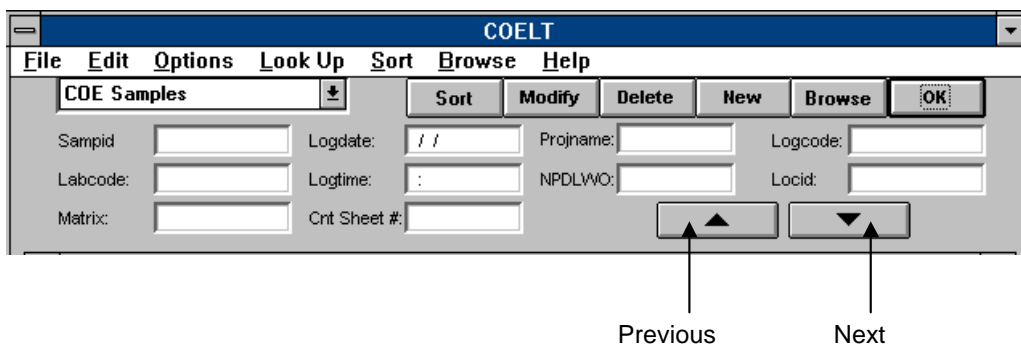 COELT
File Edit Options Look Up Sort Browse Help
COE Samples Sort Modify Delete New Browse OK
Sampid Logdate: / / Projname: Logcode:
Labcode: Logtime: : NPDLWO: Locid:
Matrix: Cnt Sheet #:
Previous Next